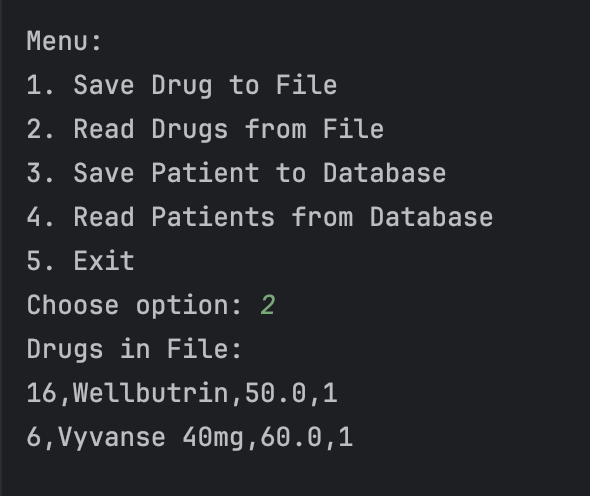 Menu:
1. Save Drug to File
2. Read Drugs from File
3. Save Patient to Database
4. Read Patients from Database
5. Exit
Choose option: 2
Drugs in File:
16,Wellbutrin,50.0,1
6,Vyvanse 40mg,60.0,1